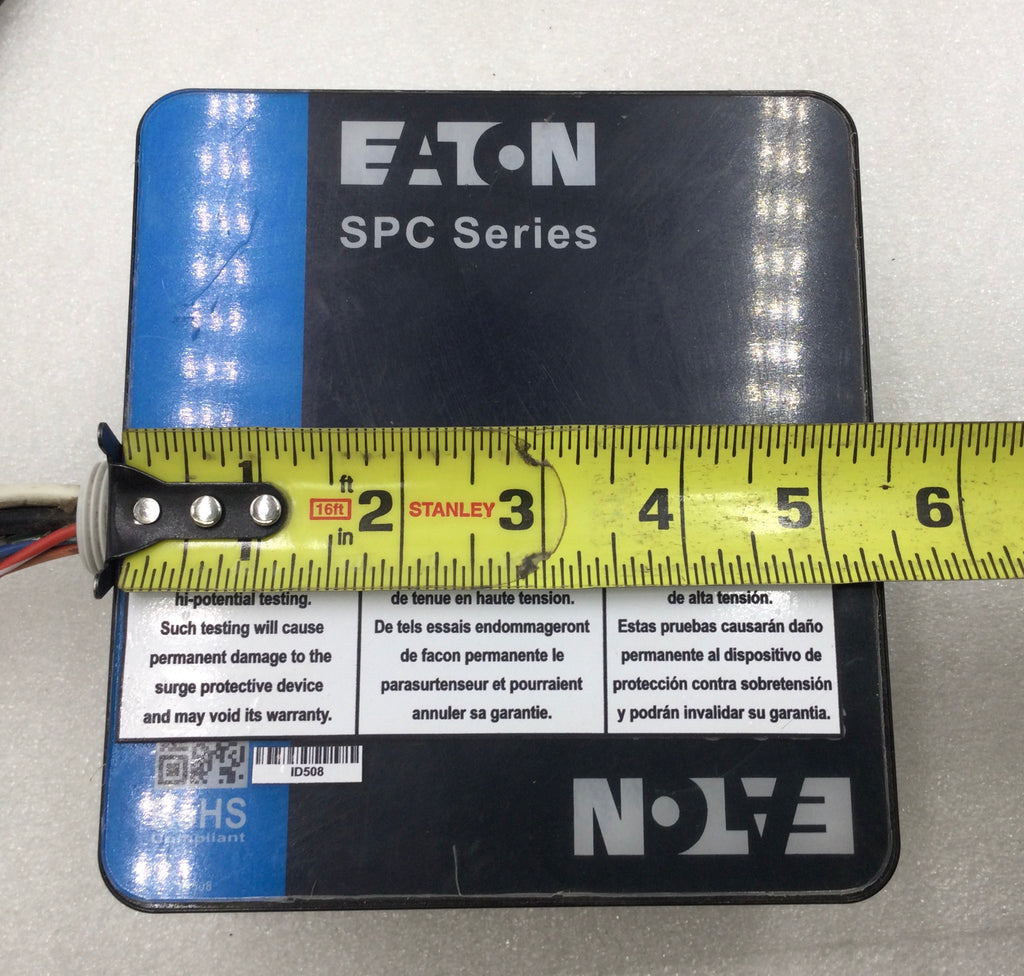 EATON
SPC Series
1 2 3 4 5 6
ft
16ft
in
STANLEY
hi-potential testing.
Such testing will cause
permanent damage to the
surge protective device
and may void its warranty.
de tenue en haute tension.
De tels essais endommageront
de facon permanente le
parasurtenseur et pourraient
annuler sa garantie.
de alta tensión.
Estas pruebas causarán daño
permanente al dispositivo de
protección contra sobretensión
y podrán invalidar su garantia.
ID508
RoHS
Compliant
EATON